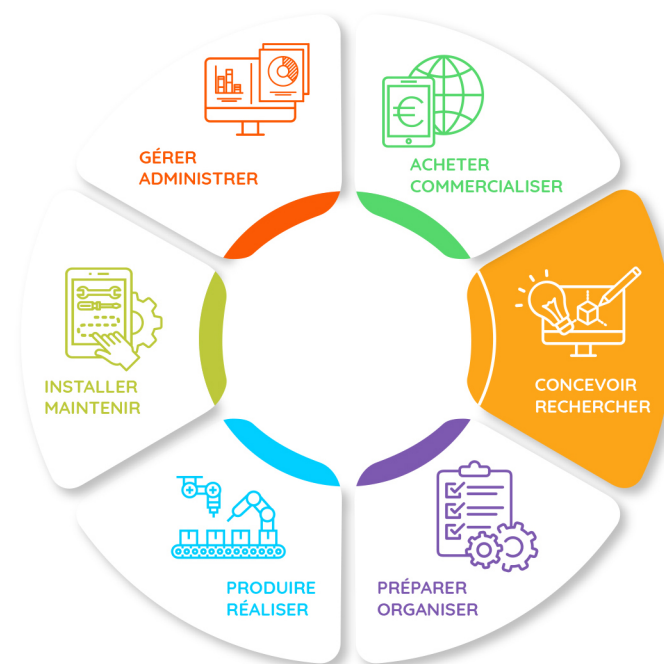 GÉRER
ADMINISTRER
ACHETER
COMMERCIALISER
CONCEVOIR
RECHERCHER
INSTALLER
MAINTENIR
PRODUIRE
RÉALISER
PRÉPARER
ORGANISER